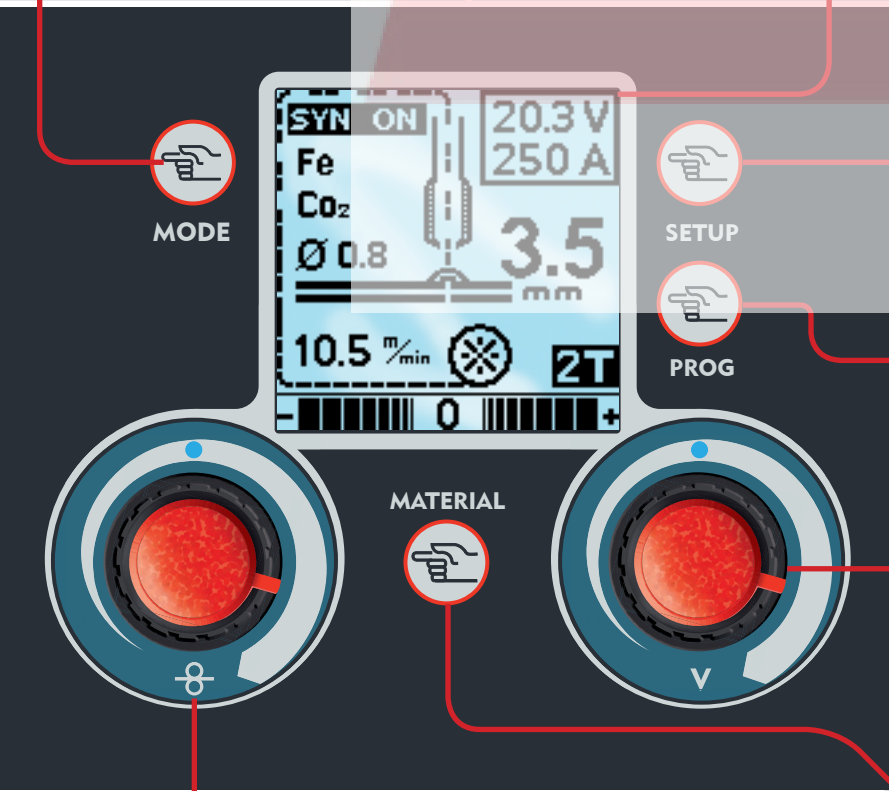 SYN ON
20.3 V
250 A
Fe
Co₂
Ø 0.8
3.5
mm
10.5 m/min
2T
- 0 +
MODE
SETUP
PROG
MATERIAL
V